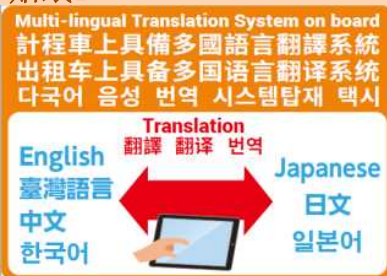 Multi-lingual Translation System on board
計程車上具備多國語言翻譯系統
出租车上具备多国语言翻译系统
다국어 음성 번역 시스템탑재 택시
Translation
翻譯 翻译 번역
English
臺灣語言
中文
한국어
Japanese
日文
일본어